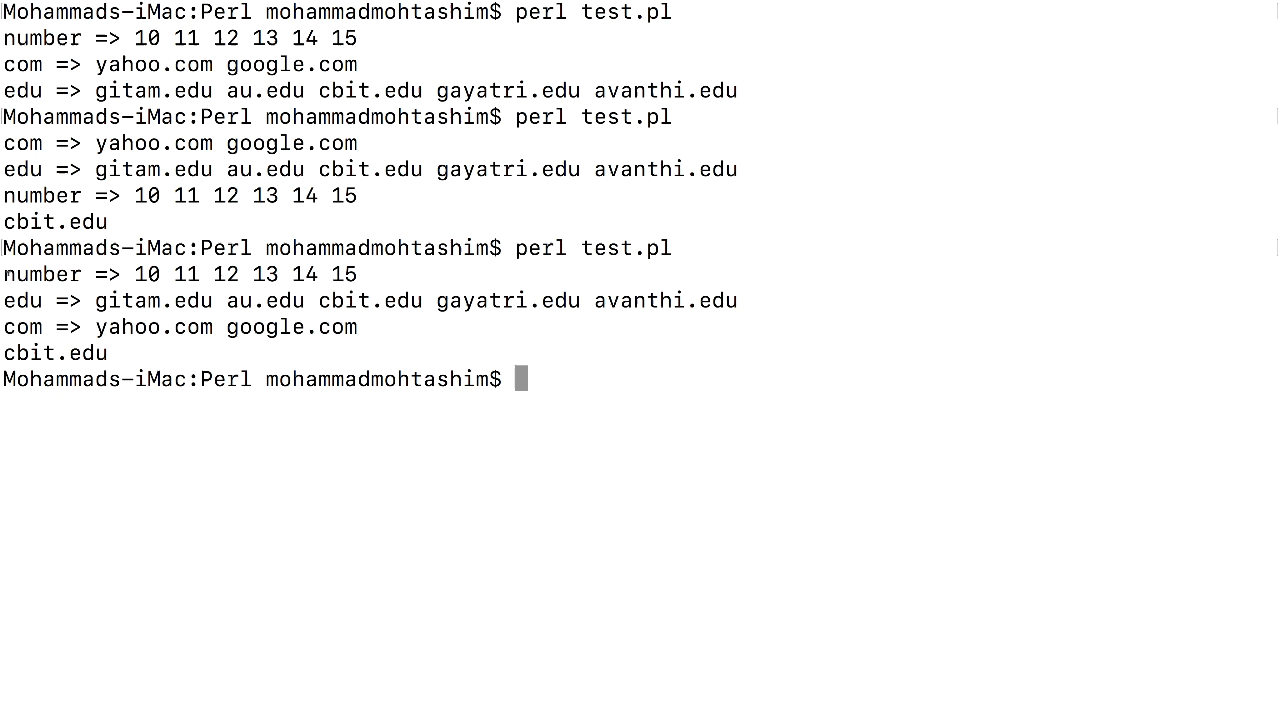 Mohammads-iMac:Perl mohammadmohtashim$ perl test.pl
number => 10 11 12 13 14 15
com => yahoo.com google.com
edu => gitam.edu au.edu cbit.edu gayatri.edu avanthi.edu
Mohammads-iMac:Perl mohammadmohtashim$ perl test.pl
com => yahoo.com google.com
edu => gitam.edu au.edu cbit.edu gayatri.edu avanthi.edu
number => 10 11 12 13 14 15
cbit.edu
Mohammads-iMac:Perl mohammadmohtashim$ perl test.pl
number => 10 11 12 13 14 15
edu => gitam.edu au.edu cbit.edu gayatri.edu avanthi.edu
com => yahoo.com google.com
cbit.edu
Mohammads-iMac:Perl mohammadmohtashim$